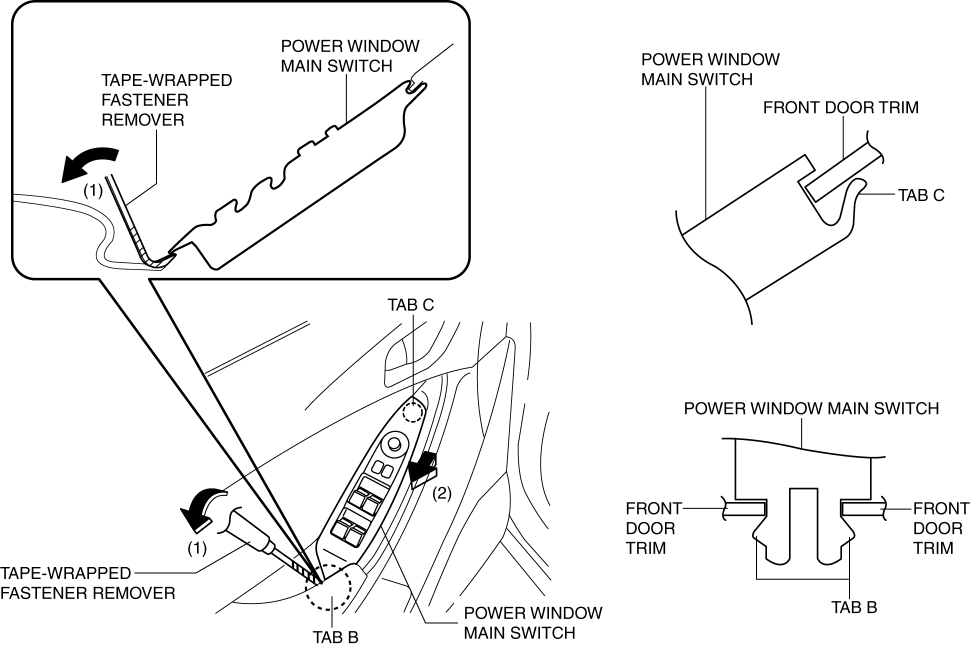 POWER WINDOW
MAIN SWITCH
TAPE-WRAPPED
FASTENER
REMOVER
(1)
TAB C
(2)
(1)
TAPE-WRAPPED
FASTENER REMOVER
TAB B
POWER WINDOW
MAIN SWITCH
POWER WINDOW
MAIN SWITCH
FRONT DOOR TRIM
TAB C
POWER WINDOW MAIN SWITCH
FRONT
DOOR
TRIM
FRONT
DOOR
TRIM
TAB B